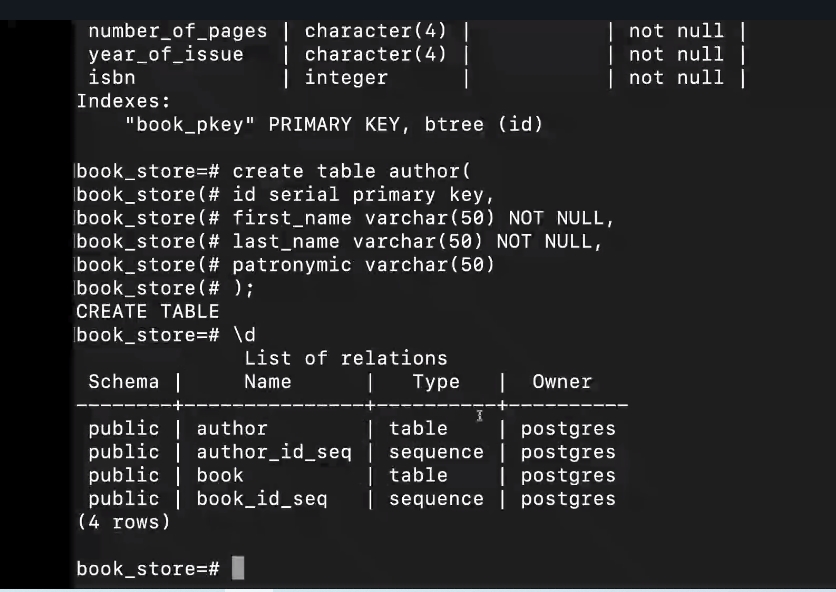 number_of_pages | character(4) |           | not null |
year_of_issue   | character(4) |           | not null |
isbn            | integer      |           | not null |
Indexes:
    "book_pkey" PRIMARY KEY, btree (id)
book_store=# create table author(
book_store(# id serial primary key,
book_store(# first_name varchar(50) NOT NULL,
book_store(# last_name varchar(50) NOT NULL,
book_store(# patronymic varchar(50)
book_store(# );
CREATE TABLE
book_store=# \d
              List of relations
 Schema |     Name      |   Type   |  Owner
--------+---------------+----------+----------
 public | author        | table    | postgres
 public | author_id_seq | sequence | postgres
 public | book          | table    | postgres
 public | book_id_seq   | sequence | postgres
(4 rows)
book_store=#